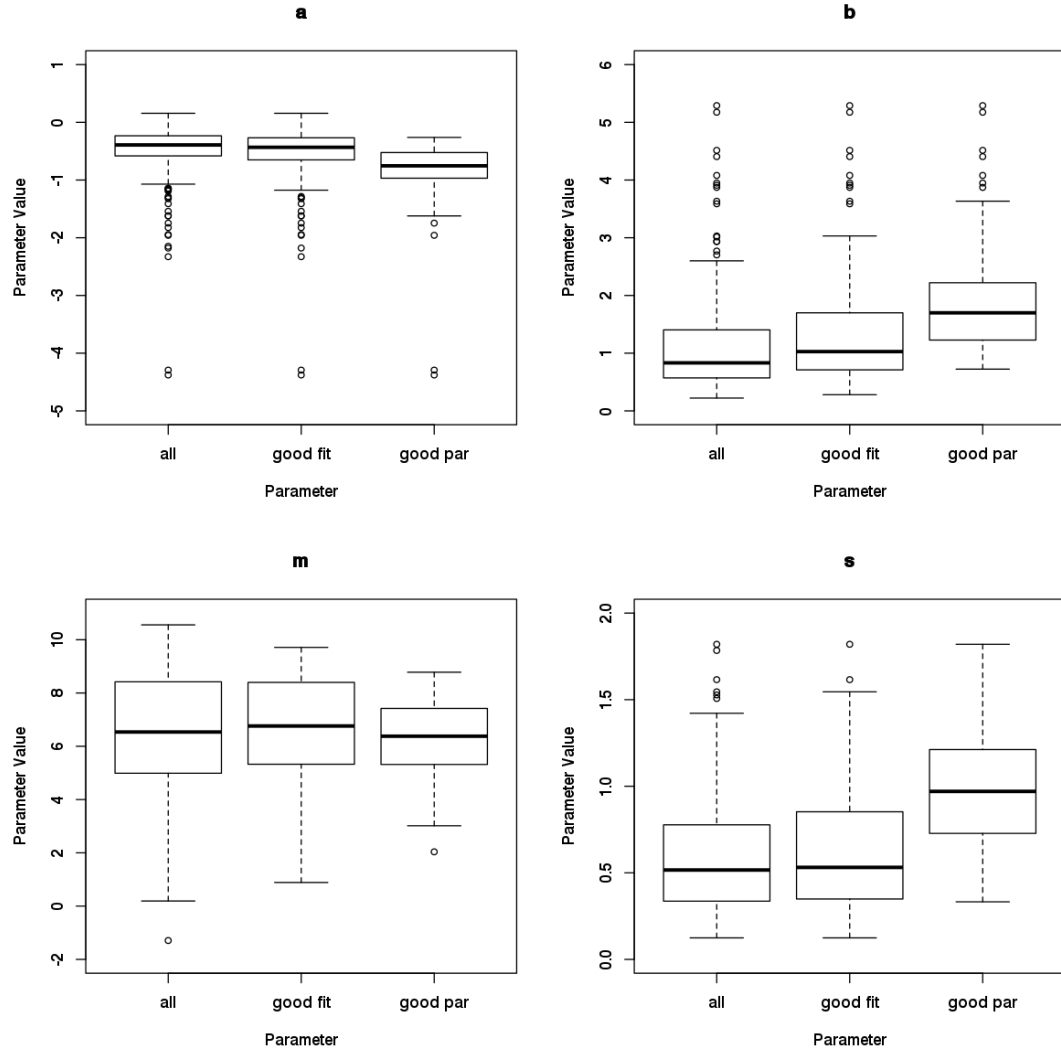 a
b
Parameter Value
1
0
-1
-2
-3
-4
-5
all
good fit
good par
Parameter
Parameter Value
6
5
4
3
2
1
0
all
good fit
good par
Parameter
m
s
Parameter Value
10
8
6
4
2
0
-2
all
good fit
good par
Parameter
Parameter Value
2.0
1.5
1.0
0.5
0.0
all
good fit
good par
Parameter